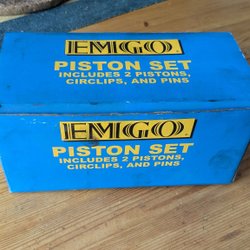 EMGO.
PISTON SET
INCLUDES 2 PISTONS,
CIRCLIPS, AND PINS
EMGO.
PISTON SET
INCLUDES 2 PISTONS,
CIRCLIPS, AND PINS